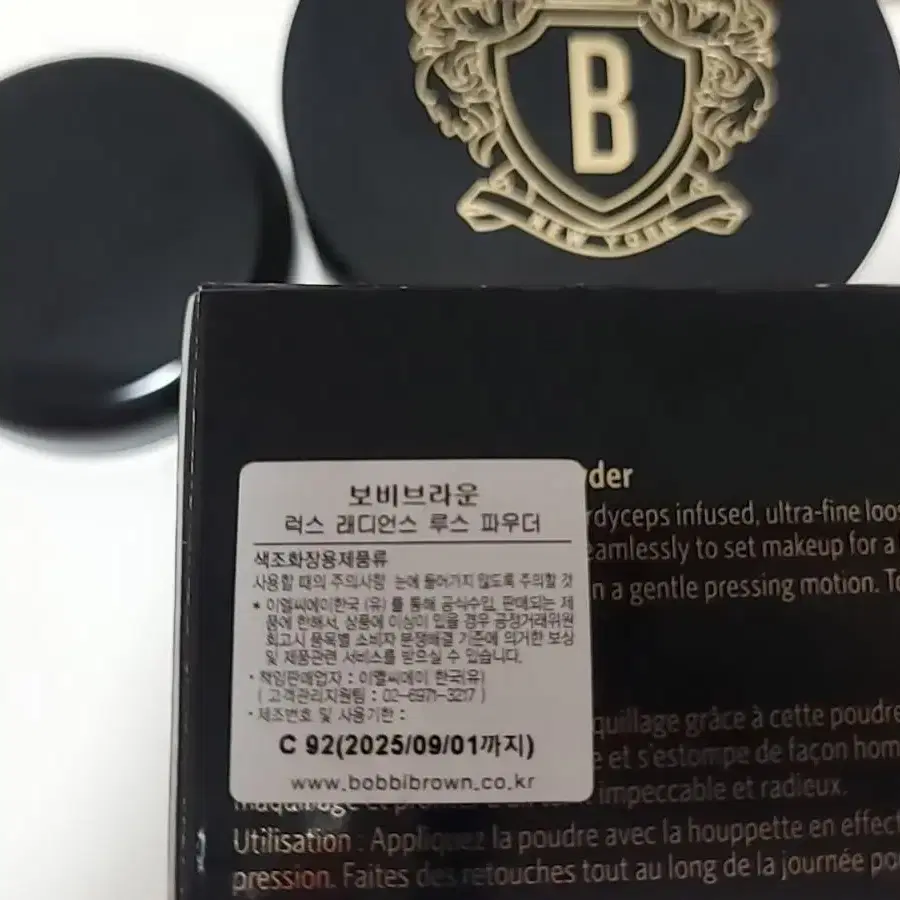 B
NEW YORK
보비브라운
럭스 래디언스 루스 파우더
색조화장용제품류
사용할 때의 주의사항 눈에 들어가지 않도록 주의할 것
* 이엘씨에이한국 (유) 를 통해 공식수입, 판매되는 제
품에 한해서, 상품에 이상이 있을 경우 공정거래위원
회고시 품목별 소비자 분쟁해결 기준에 의거한 보상
및 제품관련 서비스를 받으실 수 있습니다.
· 책임판매업자 : 이엘씨에이 한국(유)
( 고객관리지원팀 : 02-6971-3217 )
· 제조번호 및 사용기한 :
C 92(2025/09/01까지)
www.bobbibrown.co.kr
der
rdyceps infused, ultra-fine loos
eamlessly to set makeup for a
n a gentle pressing motion. To
quillage grâce à cette poudre
e et s'estompe de façon hom
impeccable et radieux.
Utilisation : Appliquez la poudre avec la houppette en effect
pression. Faites des retouches tout au long de la journée po